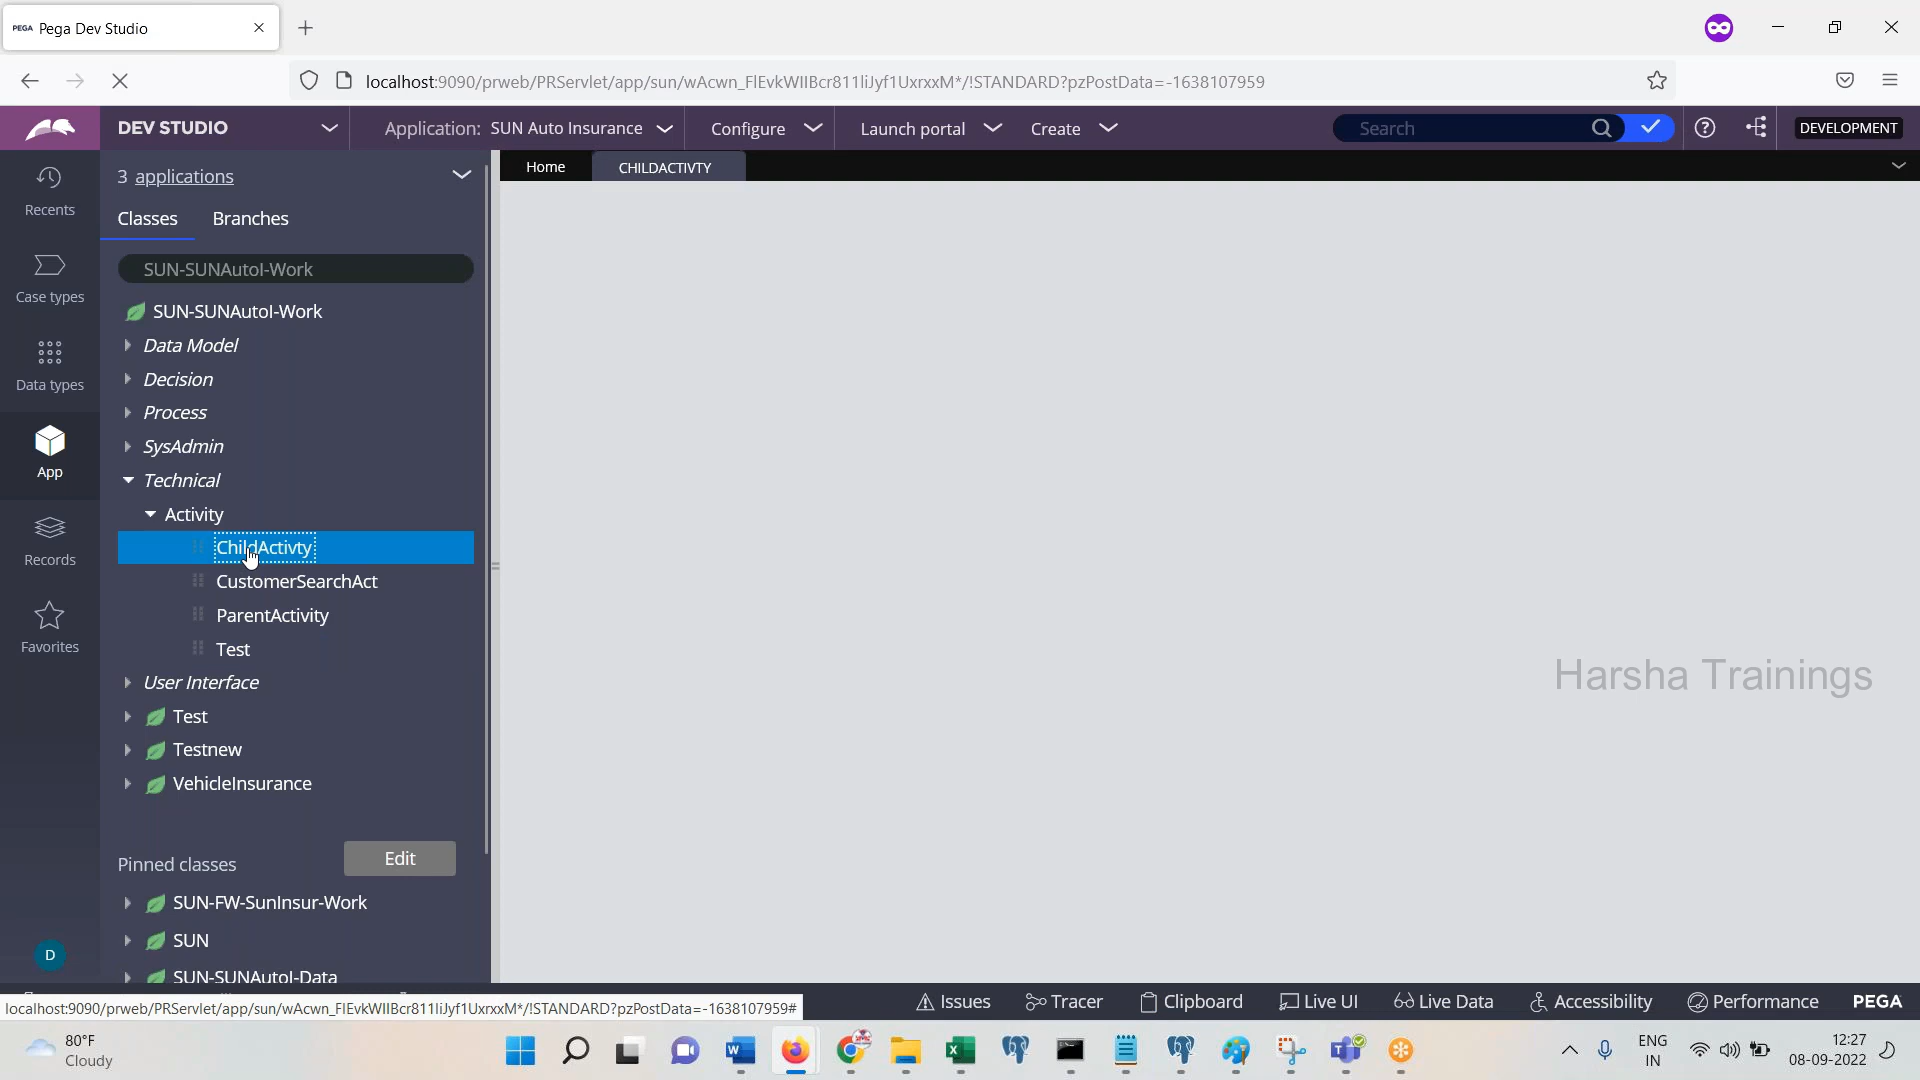 PEGA Pega Dev Studio
localhost:9090/prweb/PRServlet/app/sun/wAcwn_FlEvkWIIBcr811liJyf1UxrxxM*/!STANDARD?pzPostData=-1638107959
DEV STUDIO
Application: SUN Auto Insurance
Configure
Launch portal
Create
Search
DEVELOPMENT
Recents
Case types
Data types
App
Records
Favorites
D
3 applications
Classes
Branches
SUN-SUNAutoI-Work
SUN-SUNAutoI-Work
Data Model
Decision
Process
SysAdmin
Technical
Activity
ChildActivty
CustomerSearchAct
ParentActivity
Test
User Interface
Test
Testnew
VehicleInsurance
Pinned classes
Edit
SUN-FW-SunInsur-Work
SUN
SUN-SUNAutoI-Data
Home
CHILDACTIVTY
Harsha Trainings
localhost:9090/prweb/PRServlet/app/sun/wAcwn_FlEvkWIIBcr811liJyf1UxrxxM*/!STANDARD?pzPostData=-1638107959#
Issues
Tracer
Clipboard
Live UI
Live Data
Accessibility
Performance
PEGA
80°F
Cloudy
ENG
IN
12:27
08-09-2022